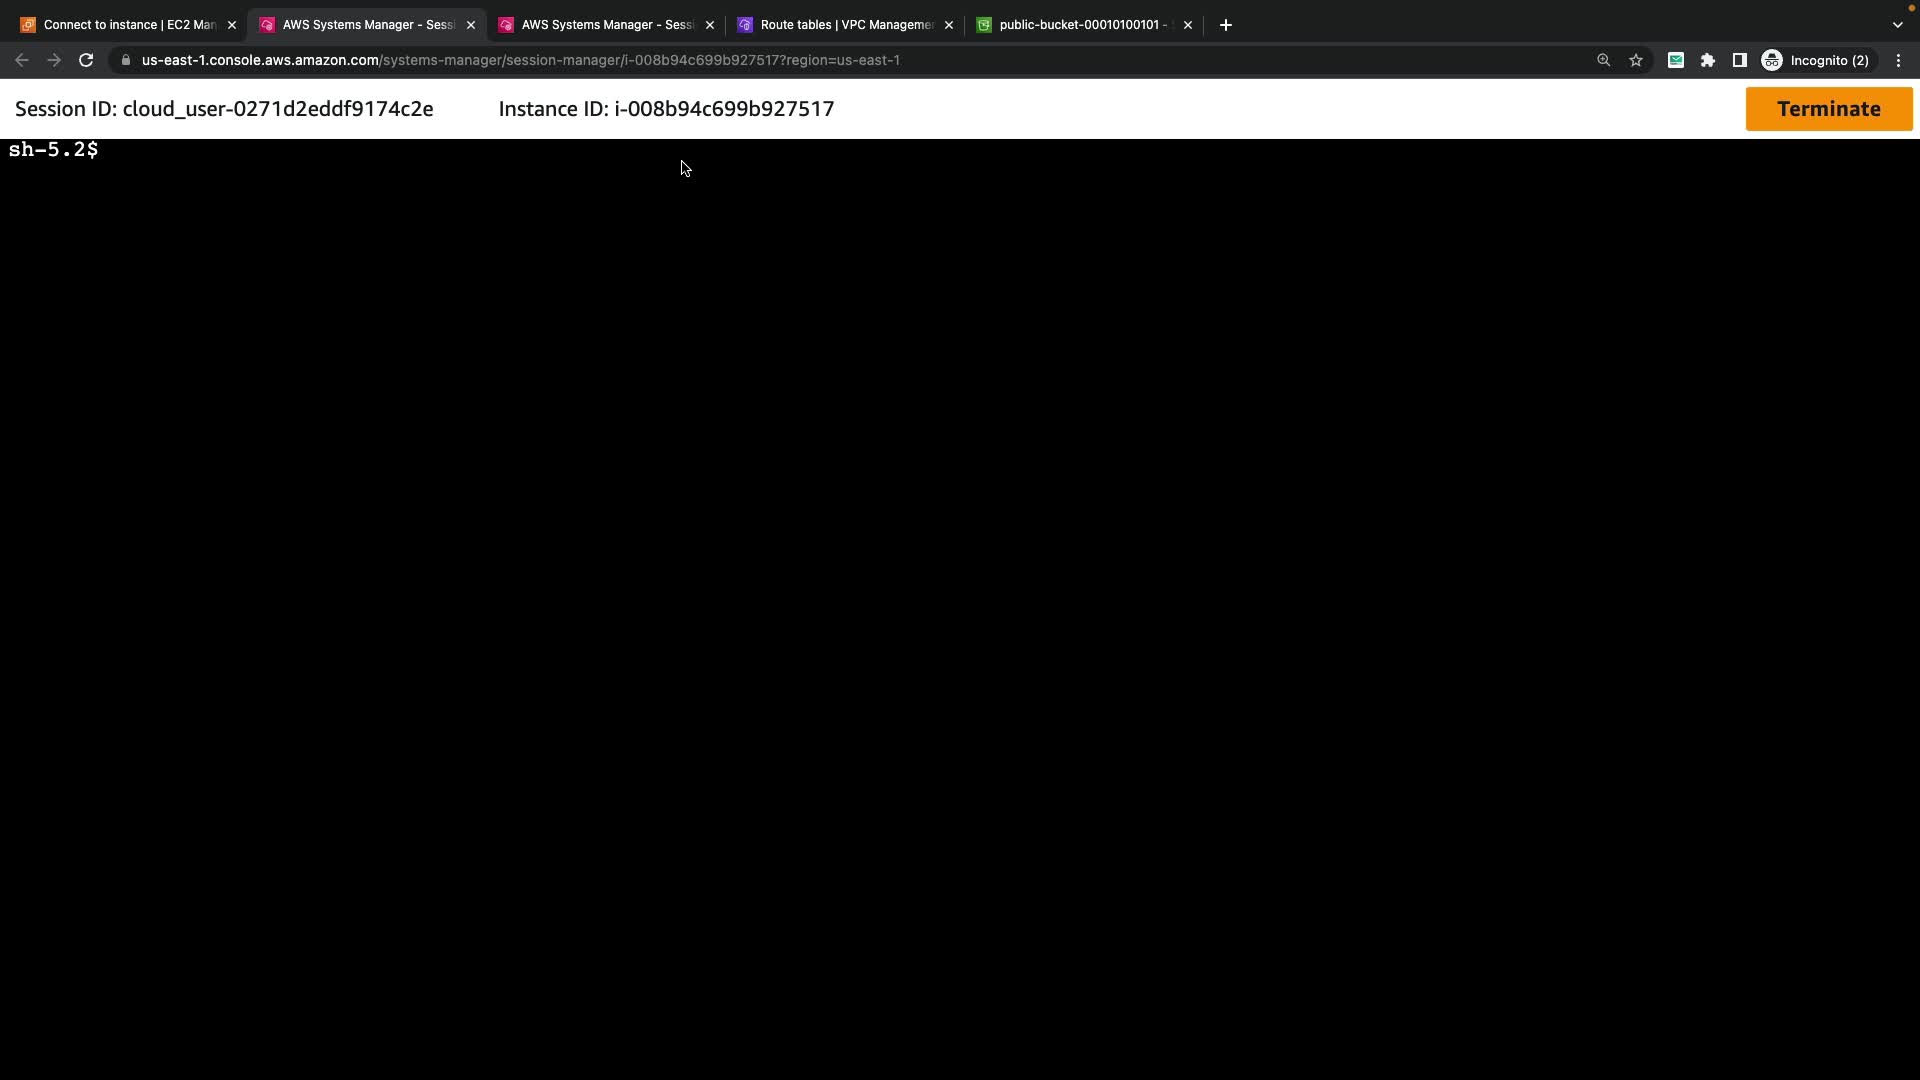 Connect to instance | EC2 Man
AWS Systems Manager - Sessi
AWS Systems Manager - Sessi
Route tables | VPC Managemen
public-bucket-00010100101 -
us-east-1.console.aws.amazon.com/systems-manager/session-manager/i-008b94c699b927517?region=us-east-1
Incognito (2)
Session ID: cloud_user-0271d2eddf9174c2e
Instance ID: i-008b94c699b927517
Terminate
sh-5.2$